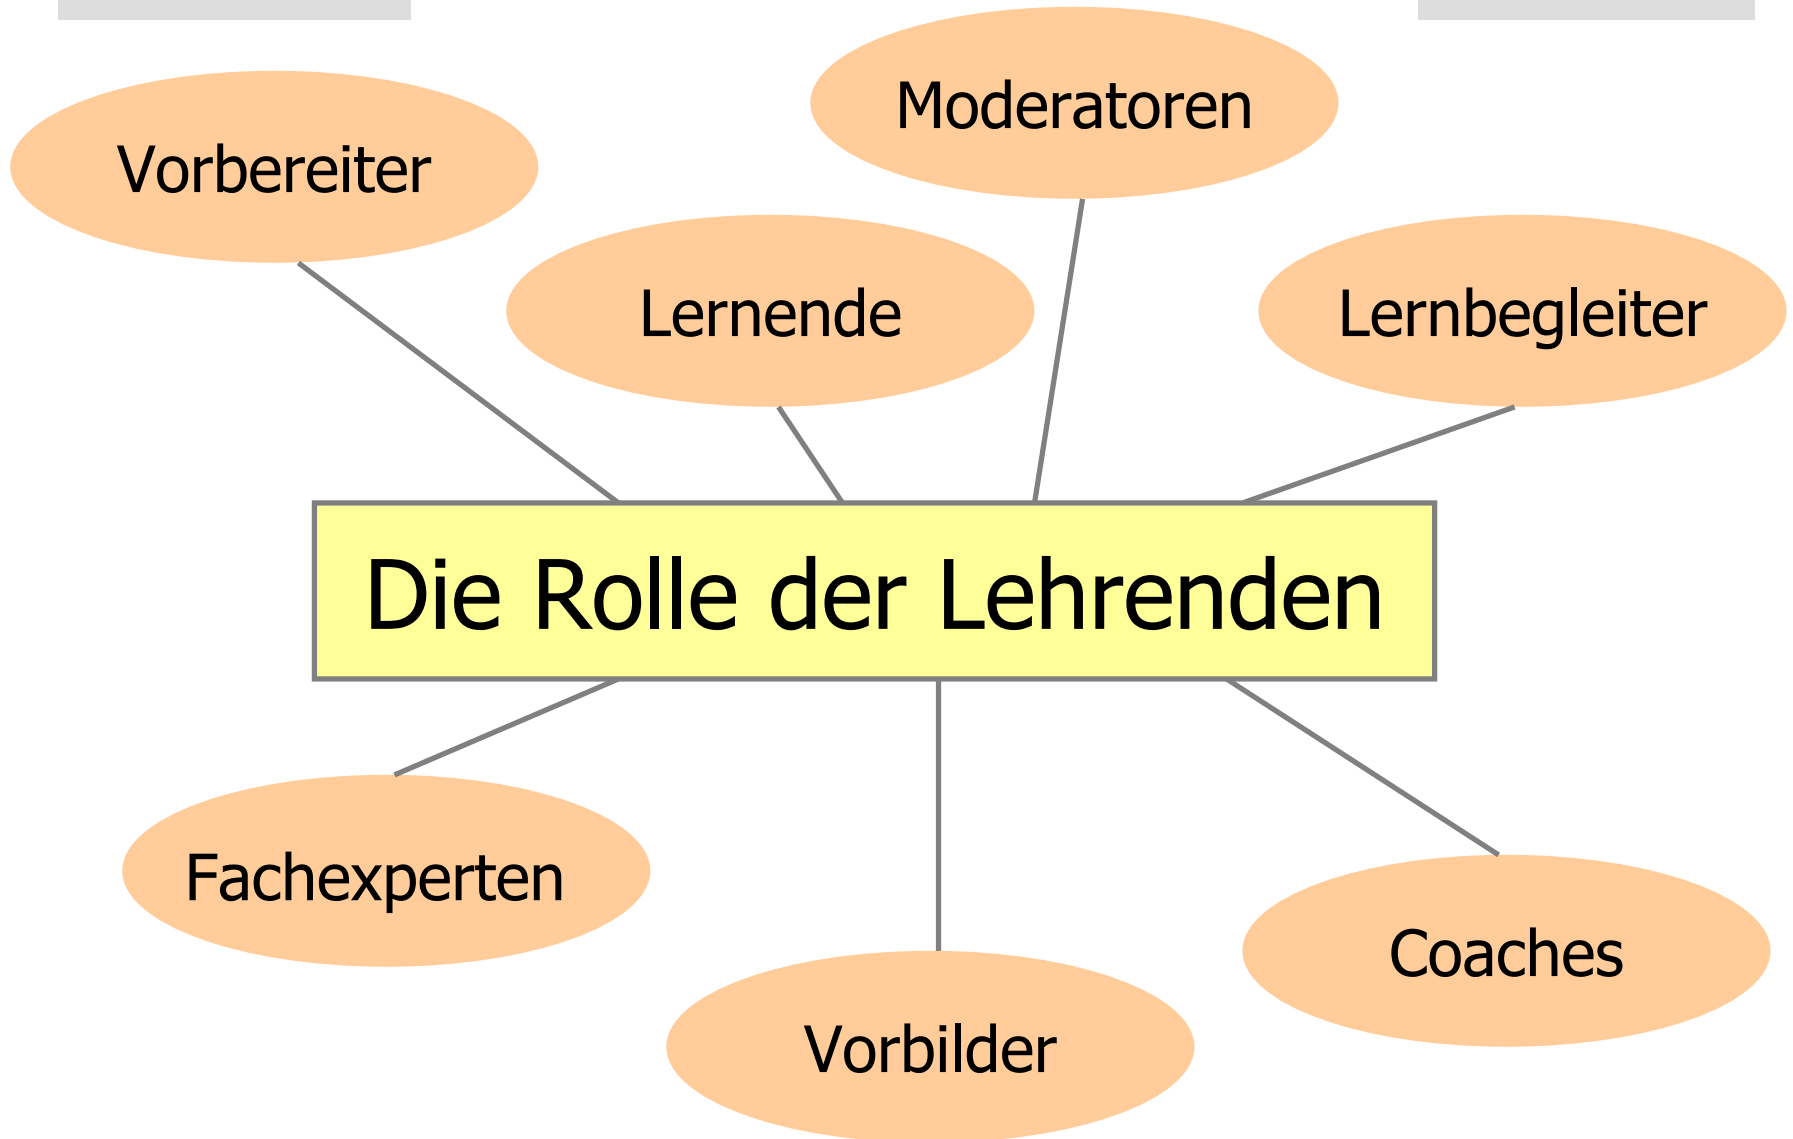 Moderatoren
Vorbereiter
Lernende
Lernbegleiter
Die Rolle der Lehrenden
Fachexperten
Coaches
Vorbilder